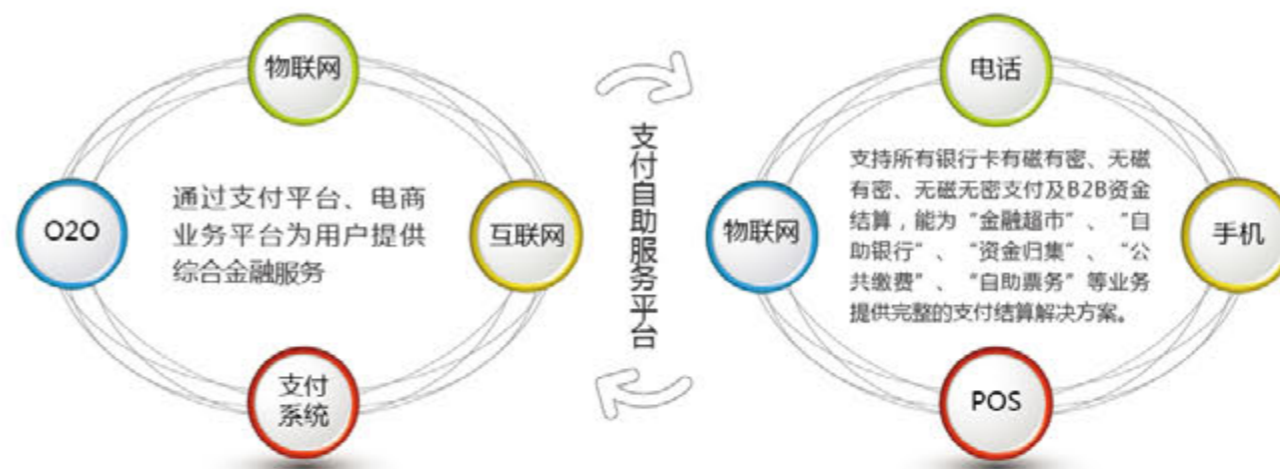 物联网
O2O
通过支付平台、电商
业务平台为用户提供
综合金融服务
互联网
支付
系统
支付自助服务平台
电话
物联网
支持所有银行卡有磁有密、无磁
有密、无磁无密支付及B2B资金
结算，能为“金融超市”、“自
助银行”、“资金归集”、“公
共缴费”、“自助票务”等业务
提供完整的支付结算解决方案。
手机
POS